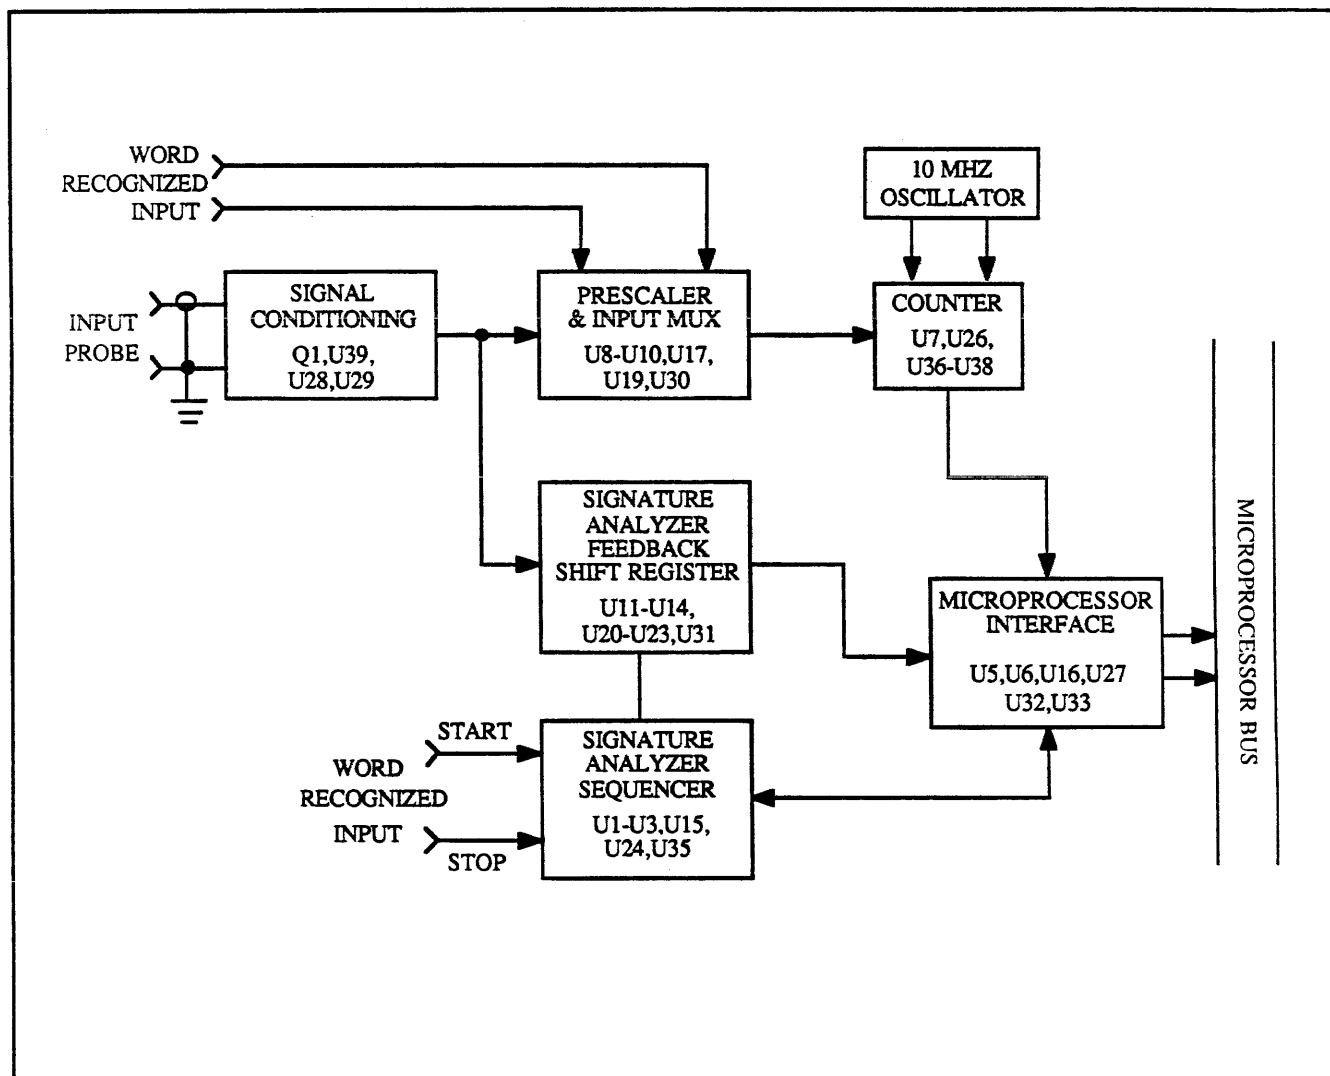 WORD
RECOGNIZED
INPUT
10 MHZ
OSCILLATOR
INPUT
PROBE
SIGNAL
CONDITIONING
Q1,U39,
U28,U29
PRESCALER
& INPUT MUX
U8-U10,U17,
U19,U30
COUNTER
U7,U26,
U36-U38
SIGNATURE
ANALYZER
FEEDBACK
SHIFT REGISTER
U11-U14,
U20-U23,U31
MICROPROCESSOR
INTERFACE
U5,U6,U16,U27
U32,U33
MICROPROCESSOR BUS
START
WORD
RECOGNIZED
INPUT
STOP
SIGNATURE
ANALYZER
SEQUENCER
U1-U3,U15,
U24,U35